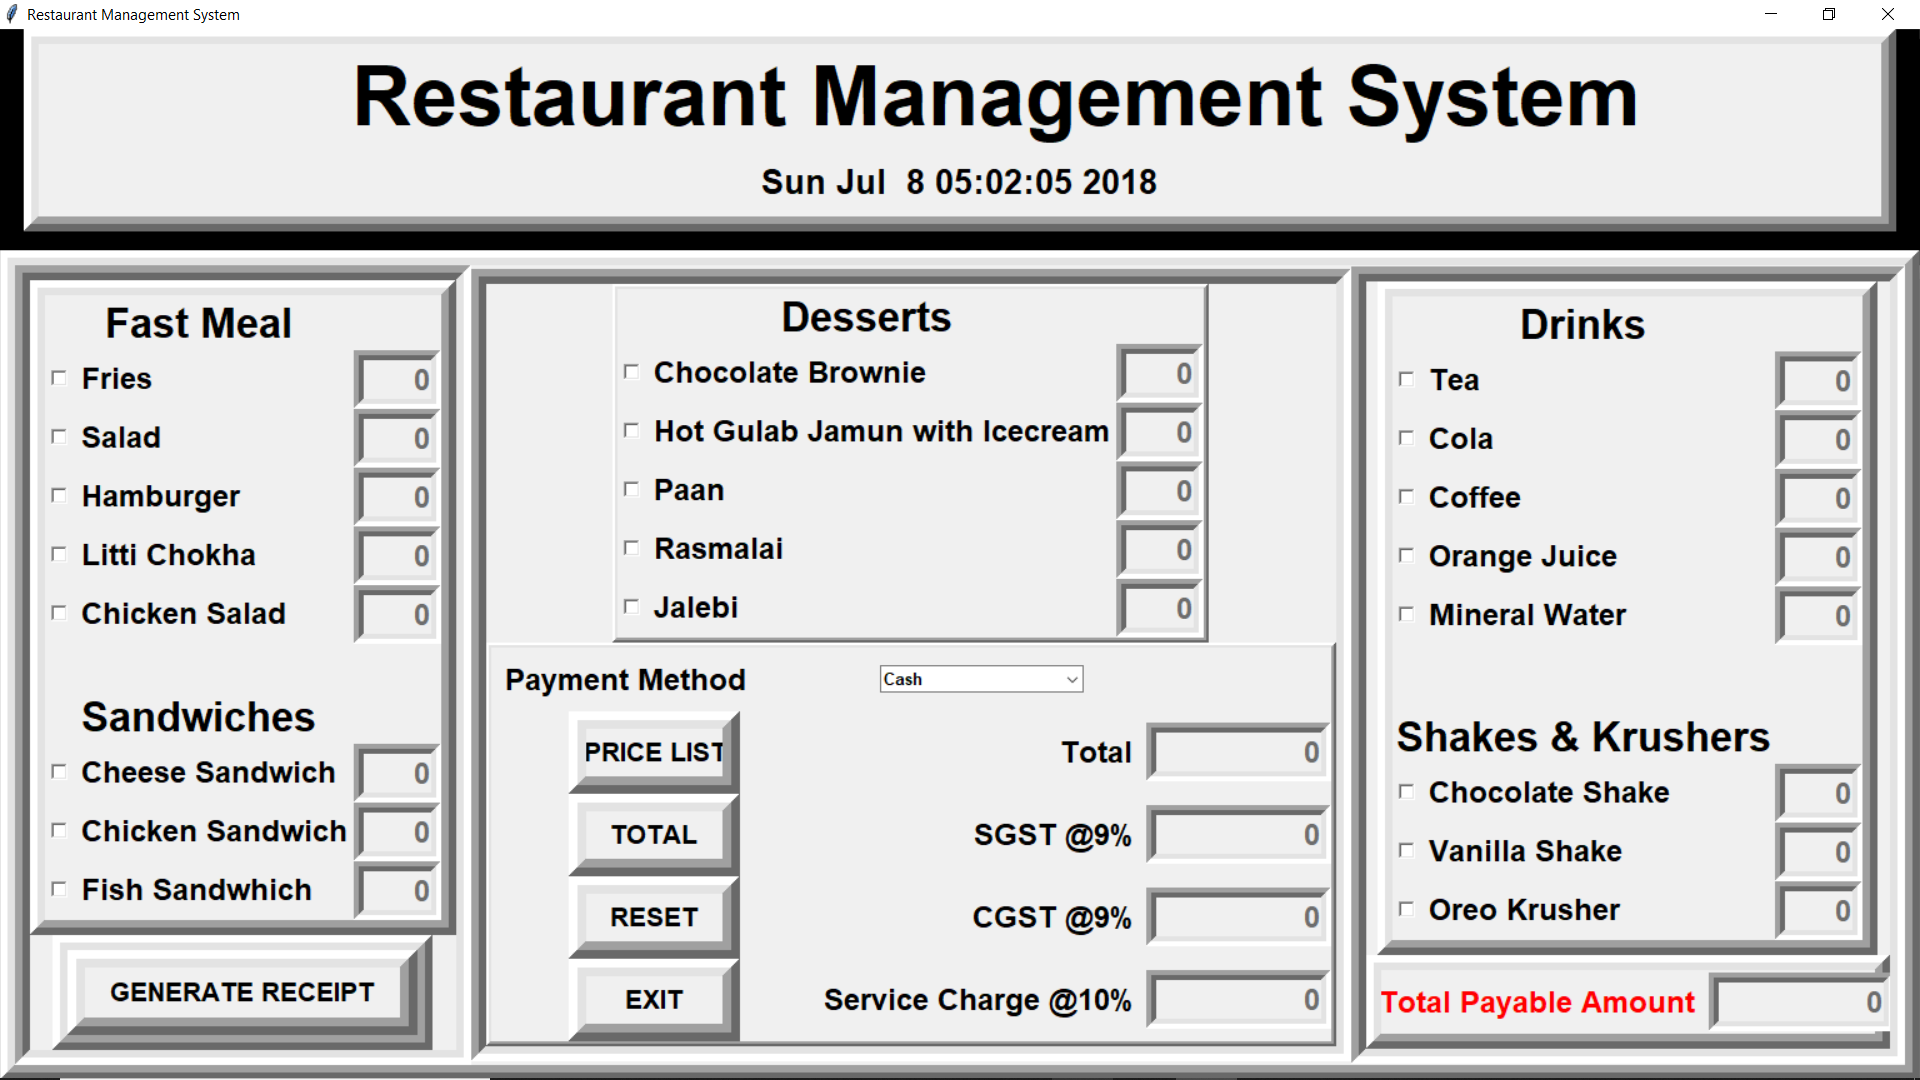 Restaurant Management System
Restaurant Management System
Sun Jul  8 05:02:05 2018
Fast Meal
Fries 0
Salad 0
Hamburger 0
Litti Chokha 0
Chicken Salad 0
Sandwiches
Cheese Sandwich 0
Chicken Sandwich 0
Fish Sandwhich 0
GENERATE RECEIPT
Desserts
Chocolate Brownie 0
Hot Gulab Jamun with Icecream 0
Paan 0
Rasmalai 0
Jalebi 0
Payment Method Cash
PRICE LIST Total 0
TOTAL SGST @9% 0
RESET CGST @9% 0
EXIT Service Charge @10% 0
Drinks
Tea 0
Cola 0
Coffee 0
Orange Juice 0
Mineral Water 0
Shakes & Krushers
Chocolate Shake 0
Vanilla Shake 0
Oreo Krusher 0
Total Payable Amount 0